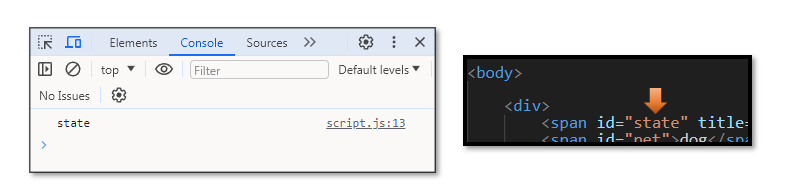 Elements Console Sources
top Filter Default levels
No Issues
state script.js:13
<body>
<div>
<span id="state" title=
<span id="pet">dog</spa